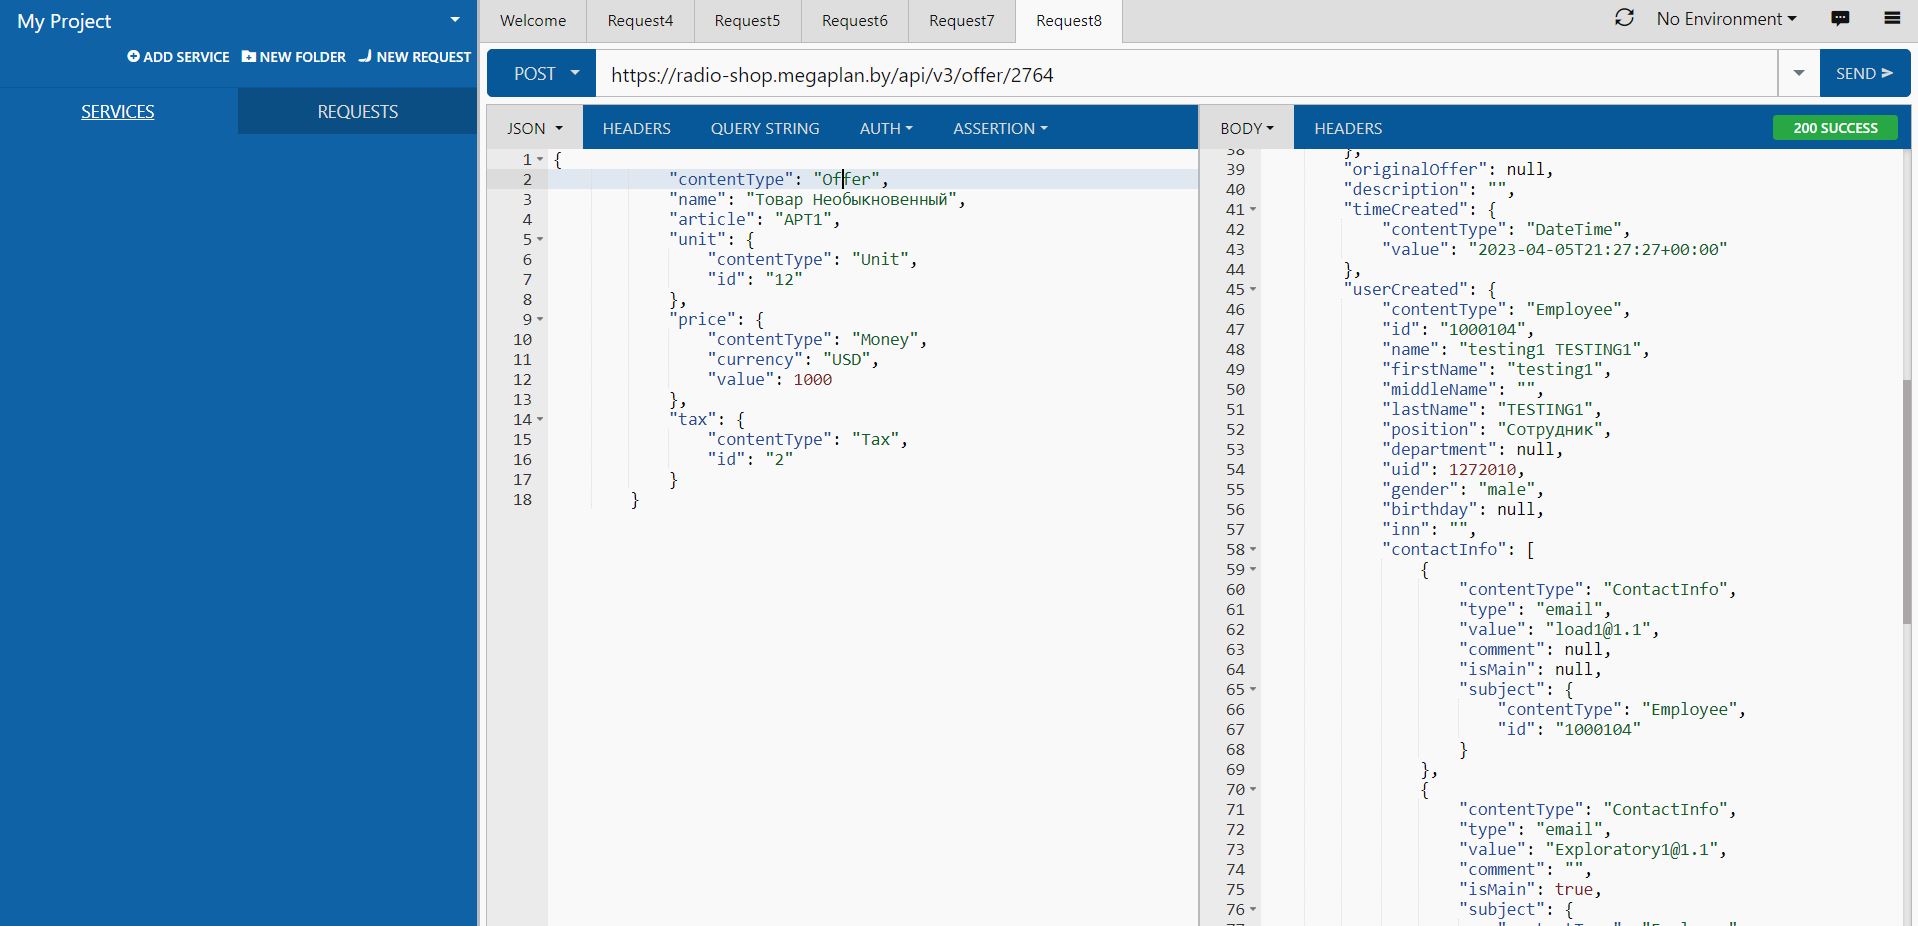 My Project
ADD SERVICE NEW FOLDER NEW REQUEST
SERVICES REQUESTS
Welcome Request4 Request5 Request6 Request7 Request8
No Environment
POST https://radio-shop.megaplan.by/api/v3/offer/2764 SEND
JSON HEADERS QUERY STRING AUTH ASSERTION
1 {
2 "contentType": "Offer",
3 "name": "Товар Необыкновенный",
4 "article": "АРТ1",
5 "unit": {
6 "contentType": "Unit",
7 "id": "12"
8 },
9 "price": {
10 "contentType": "Money",
11 "currency": "USD",
12 "value": 1000
13 },
14 "tax": {
15 "contentType": "Tax",
16 "id": "2"
17 }
18 }
BODY HEADERS 200 SUCCESS
38 },
39 "originalOffer": null,
40 "description": "",
41 "timeCreated": {
42 "contentType": "DateTime",
43 "value": "2023-04-05T21:27:27+00:00"
44 },
45 "userCreated": {
46 "contentType": "Employee",
47 "id": "1000104",
48 "name": "testing1 TESTING1",
49 "firstName": "testing1",
50 "middleName": "",
51 "lastName": "TESTING1",
52 "position": "Сотрудник",
53 "department": null,
54 "uid": 1272010,
55 "gender": "male",
56 "birthday": null,
57 "inn": "",
58 "contactInfo": [
59 {
60 "contentType": "ContactInfo",
61 "type": "email",
62 "value": "load1@1.1",
63 "comment": null,
64 "isMain": null,
65 "subject": {
66 "contentType": "Employee",
67 "id": "1000104"
68 }
69 },
70 {
71 "contentType": "ContactInfo",
72 "type": "email",
73 "value": "Exploratory1@1.1",
74 "comment": "",
75 "isMain": true,
76 "subject": {